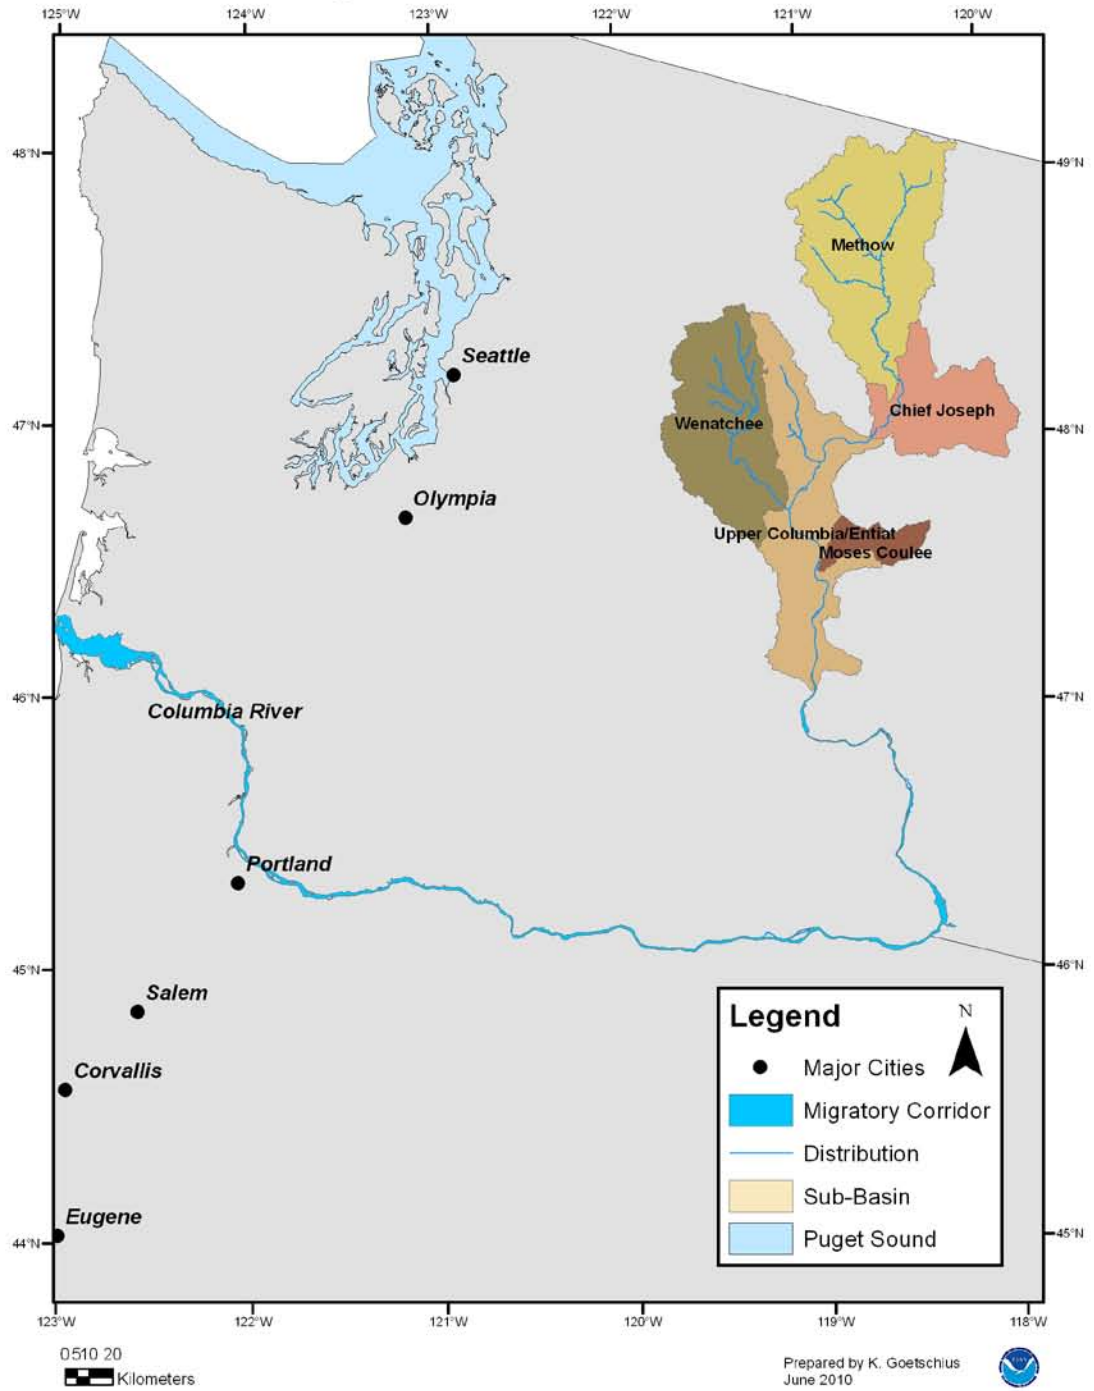 125°W 124°W 123°W 122°W 121°W 120°W
48°N 49°N
Methow
Seattle
Chief Joseph
Wenatchee
47°N 48°N
Olympia
Upper Columbia/Entiat
Moses Coulee
46°N 47°N
Columbia River
Portland
45°N 46°N
Salem
Corvallis
Eugene
44°N 45°N
Legend
N
Major Cities
Migratory Corridor
Distribution
Sub-Basin
Puget Sound
123°W 122°W 121°W 120°W 119°W 118°W
0 5 10 20
Kilometers
Prepared by K. Goetschius
June 2010